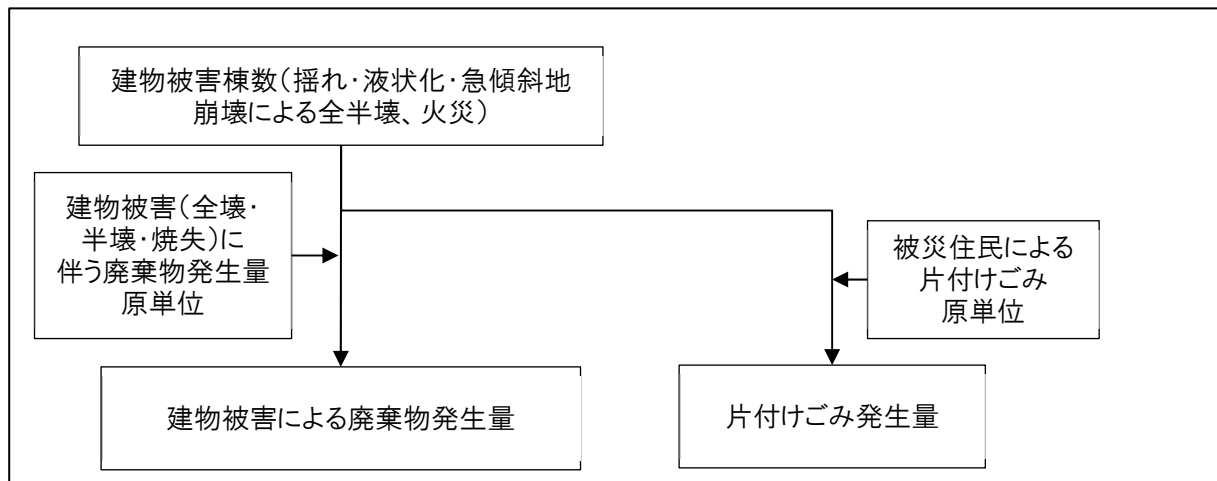 建物被害棟数（揺れ・液状化・急傾斜地
崩壊による全半壊、火災）
建物被害（全壊・
半壊・焼失）に
伴う廃棄物発生量
原単位
被災住民による
片付けごみ
原単位
建物被害による廃棄物発生量
片付けごみ発生量